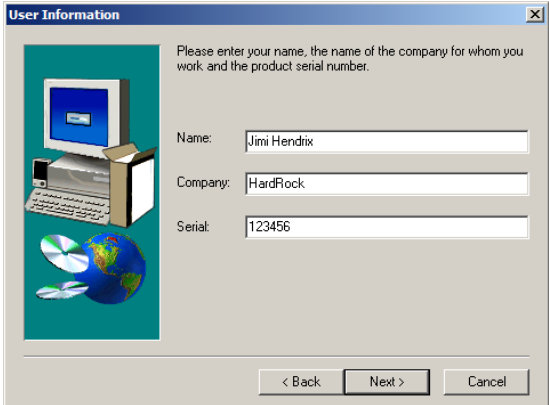 User Information
Please enter your name, the name of the company for whom you
work and the product serial number.
Name: Jimi Hendrix
Company: HardRock
Serial: 123456
< Back Next > Cancel